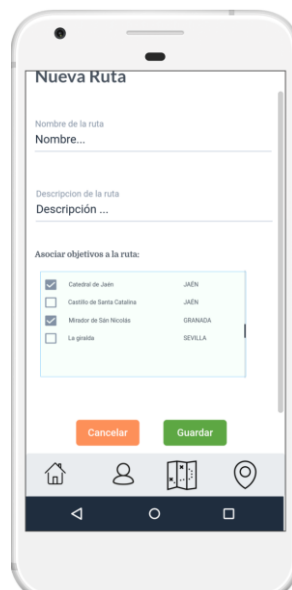 Nueva Ruta
Nombre de la ruta
Nombre...
Descripcion de la ruta
Descripción ...
Asociar objetivos a la ruta:
Catedral de Jaén JAÉN
Castillo de Santa Catalina JAÉN
Mirador de Sán Nicolás GRANADA
La giralda SEVILLA
Cancelar Guardar